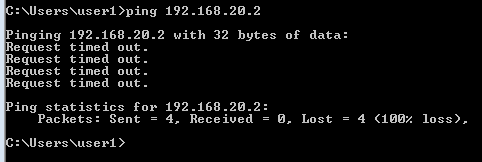 C:\Users\user1>ping 192.168.20.2
Pinging 192.168.20.2 with 32 bytes of data:
Request timed out.
Request timed out.
Request timed out.
Request timed out.
Ping statistics for 192.168.20.2:
    Packets: Sent = 4, Received = 0, Lost = 4 (100% loss),
C:\Users\user1>